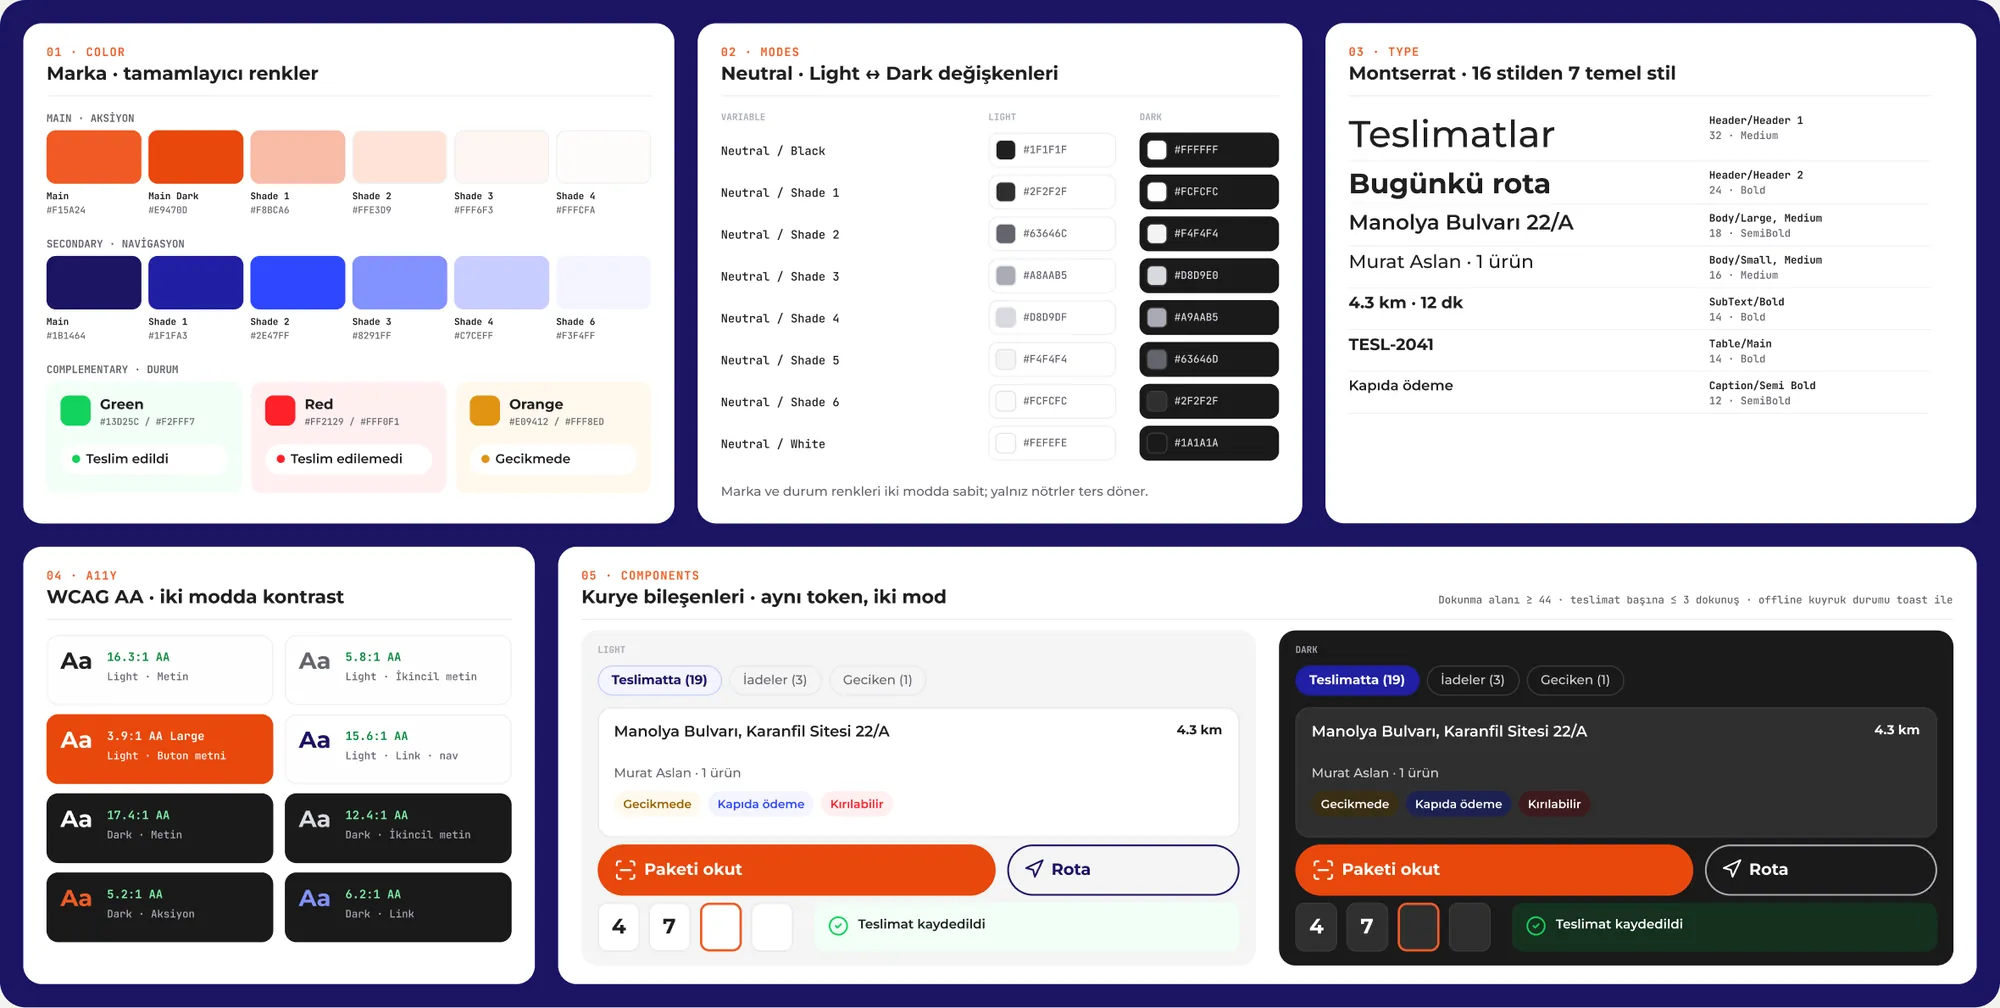 01 · COLOR
Marka · tamamlayıcı renkler
MAIN · AKSİYON
Main
#F15A24
Main Dark
#E9470D
Shade 1
#F8BCA6
Shade 2
#FFE3D9
Shade 3
#FFF6F3
Shade 4
#FFFCFA
SECONDARY · NAVİGASYON
Main
#1B1464
Shade 1
#1F1FA3
Shade 2
#2E47FF
Shade 3
#8291FF
Shade 4
#C7CEFF
Shade 6
#F3F4FF
COMPLEMENTARY · DURUM
Green
#13D25C / #F2FFF7
Teslim edildi
Red
#FF2129 / #FFF0F1
Teslim edilemedi
Orange
#E09412 / #FFF8ED
Gecikmede
02 · MODES
Neutral · Light ↔ Dark değişkenleri
VARIABLE LIGHT DARK
Neutral / Black #1F1F1F #FFFFFF
Neutral / Shade 1 #2F2F2F #FCFCFC
Neutral / Shade 2 #63646C #F4F4F4
Neutral / Shade 3 #A8AAB5 #D8D9E0
Neutral / Shade 4 #D8D9DF #A9AAB5
Neutral / Shade 5 #F4F4F4 #63646D
Neutral / Shade 6 #FCFCFC #2F2F2F
Neutral / White #FEFEFE #1A1A1A
Marka ve durum renkleri iki modda sabit; yalnız nötrler ters döner.
03 · TYPE
Montserrat · 16 stilden 7 temel stil
Teslimatlar
Header/Header 1
32 · Medium
Bugünkü rota
Header/Header 2
24 · Bold
Manolya Bulvarı 22/A
Body/Large, Medium
18 · SemiBold
Murat Aslan · 1 ürün
Body/Small, Medium
16 · Medium
4.3 km · 12 dk
SubText/Bold
14 · Bold
TESL-2041
Table/Main
14 · Bold
Kapıda ödeme
Caption/Semi Bold
12 · SemiBold
04 · A11Y
WCAG AA · iki modda kontrast
Aa
16.3:1 AA
Light · Metin
Aa
5.8:1 AA
Light · İkincil metin
Aa
3.9:1 AA Large
Light · Buton metni
Aa
15.6:1 AA
Light · Link · nav
Aa
17.4:1 AA
Dark · Metin
Aa
12.4:1 AA
Dark · İkincil metin
Aa
5.2:1 AA
Dark · Aksiyon
Aa
6.2:1 AA
Dark · Link
05 · COMPONENTS
Kurye bileşenleri · aynı token, iki mod
Dokunma alanı ≥ 44 · teslimat başına ≤ 3 dokunuş · offline kuyruk durumu toast ile
LIGHT
Teslimatta (19) İadeler (3) Geciken (1)
Manolya Bulvarı, Karanfil Sitesi 22/A 4.3 km
Murat Aslan · 1 ürün
Gecikmede Kapıda ödeme Kırılabilir
Paketi okut Rota
4 7 Teslimat kaydedildi
DARK
Teslimatta (19) İadeler (3) Geciken (1)
Manolya Bulvarı, Karanfil Sitesi 22/A 4.3 km
Murat Aslan · 1 ürün
Gecikmede Kapıda ödeme Kırılabilir
Paketi okut Rota
4 7 Teslimat kaydedildi